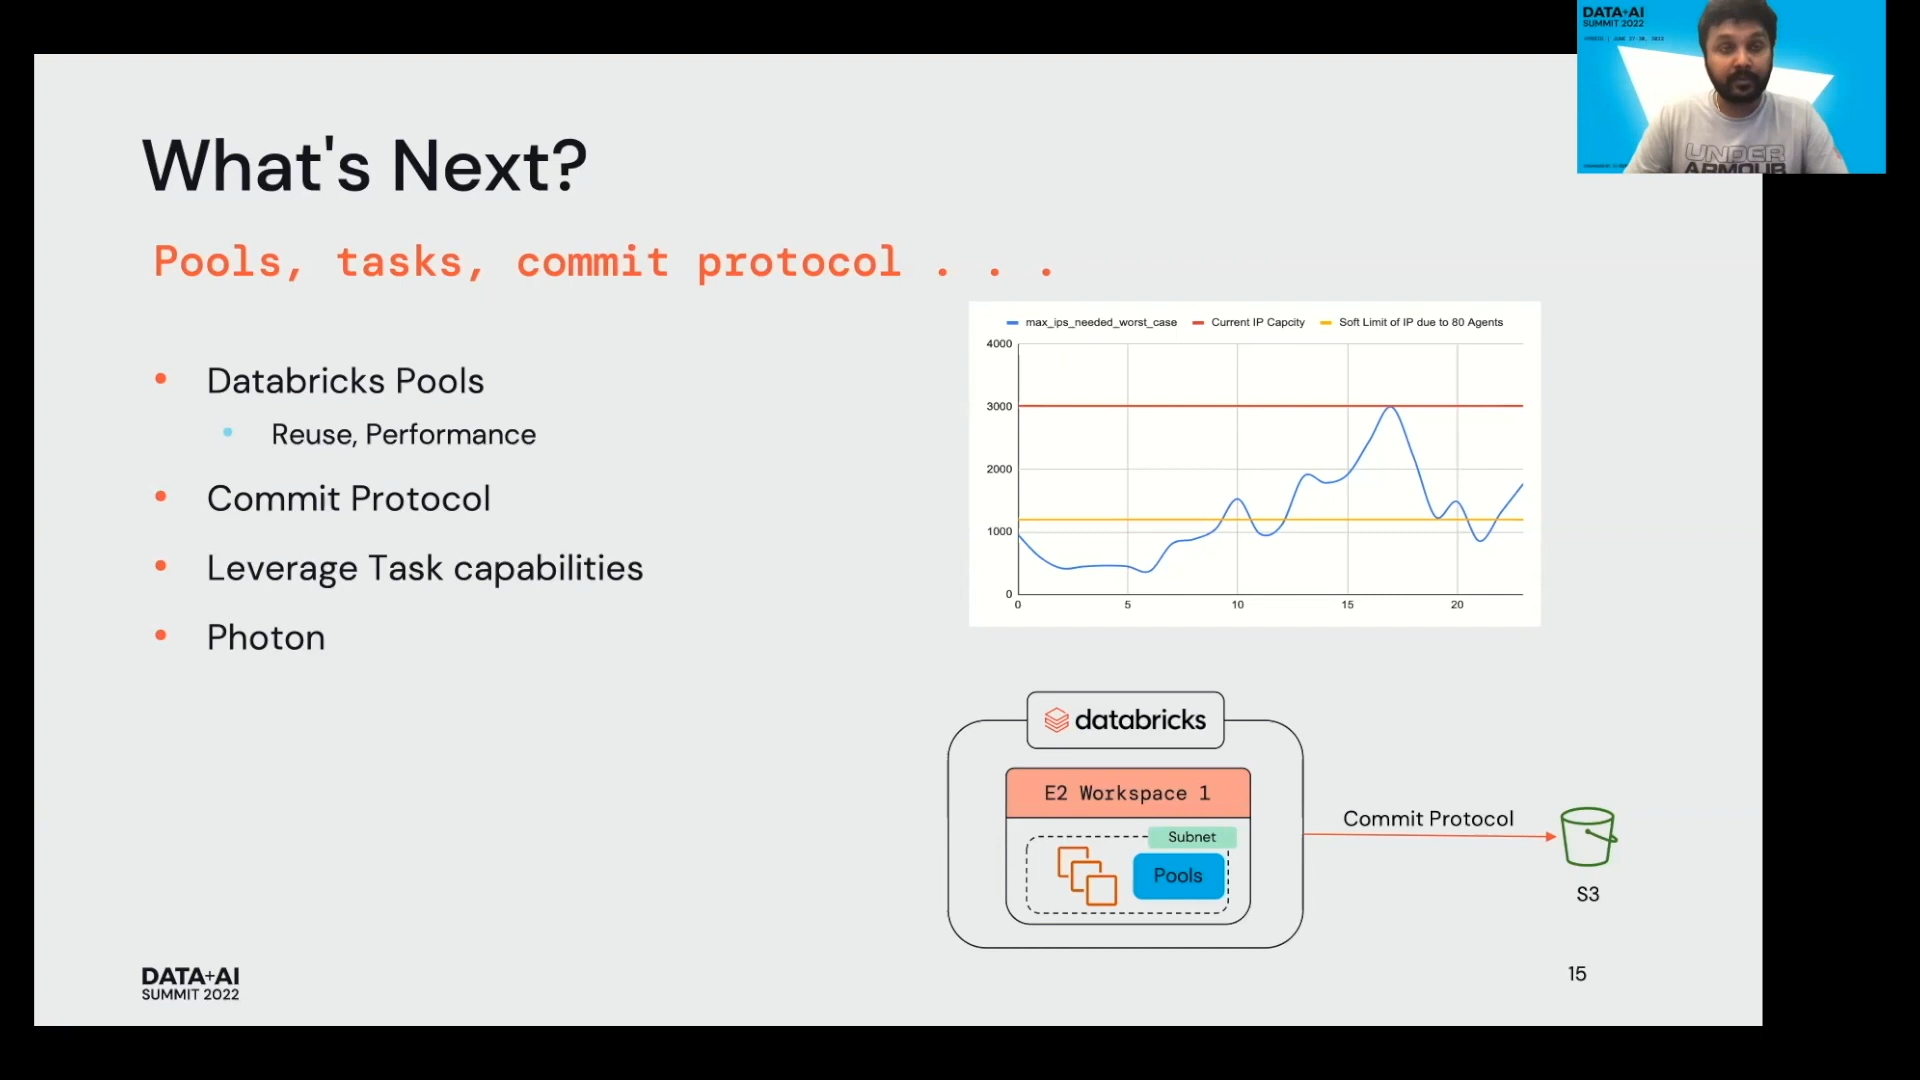 DATA+AI
SUMMIT 2022
UNDER
ARMOUR
What's Next?
Pools, tasks, commit protocol . . .
• Databricks Pools
• Reuse, Performance
• Commit Protocol
• Leverage Task capabilities
• Photon
max_ips_needed_worst_case Current IP Capcity Soft Limit of IP due to 80 Agents
4000
3000
2000
1000
0
0 5 10 15 20
databricks
E2 Workspace 1
Subnet
Pools
Commit Protocol
S3
DATA+AI
SUMMIT 2022
15